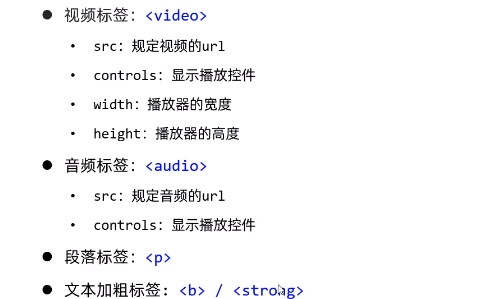 ● 视频标签：<video>
• src：规定视频的url
• controls：显示播放控件
• width：播放器的宽度
• height：播放器的高度
● 音频标签：<audio>
• src：规定音频的url
• controls：显示播放控件
● 段落标签：<p>
● 文本加粗标签：<b> / <strong>